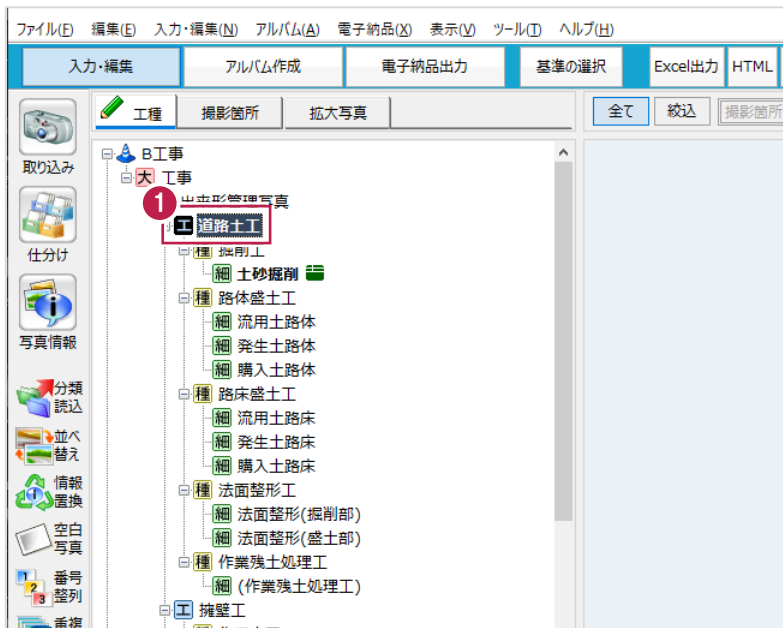 ファイル(F) 編集(E) 入力・編集(N) アルバム(A) 電子納品(X) 表示(V) ツール(T) ヘルプ(H)
入力・編集 アルバム作成 電子納品出力 基準の選択 Excel出力 HTML
工種 撮影箇所 拡大写真 全て 絞込 撮影箇所
取り込み
仕分け
写真情報
分類
読込
並べ
替え
情報
置換
空白
写真
番号
整列
重複
B工事
大 工事
出来形管理写真
1
工 道路土工
種 掘削工
細 土砂掘削
種 路体盛土工
細 流用土路体
細 発生土路体
細 購入土路体
種 路床盛土工
細 流用土路床
細 発生土路床
細 購入土路床
種 法面整形工
細 法面整形(掘削部)
細 法面整形(盛土部)
種 作業残土処理工
細 (作業残土処理工)
工 擁壁工